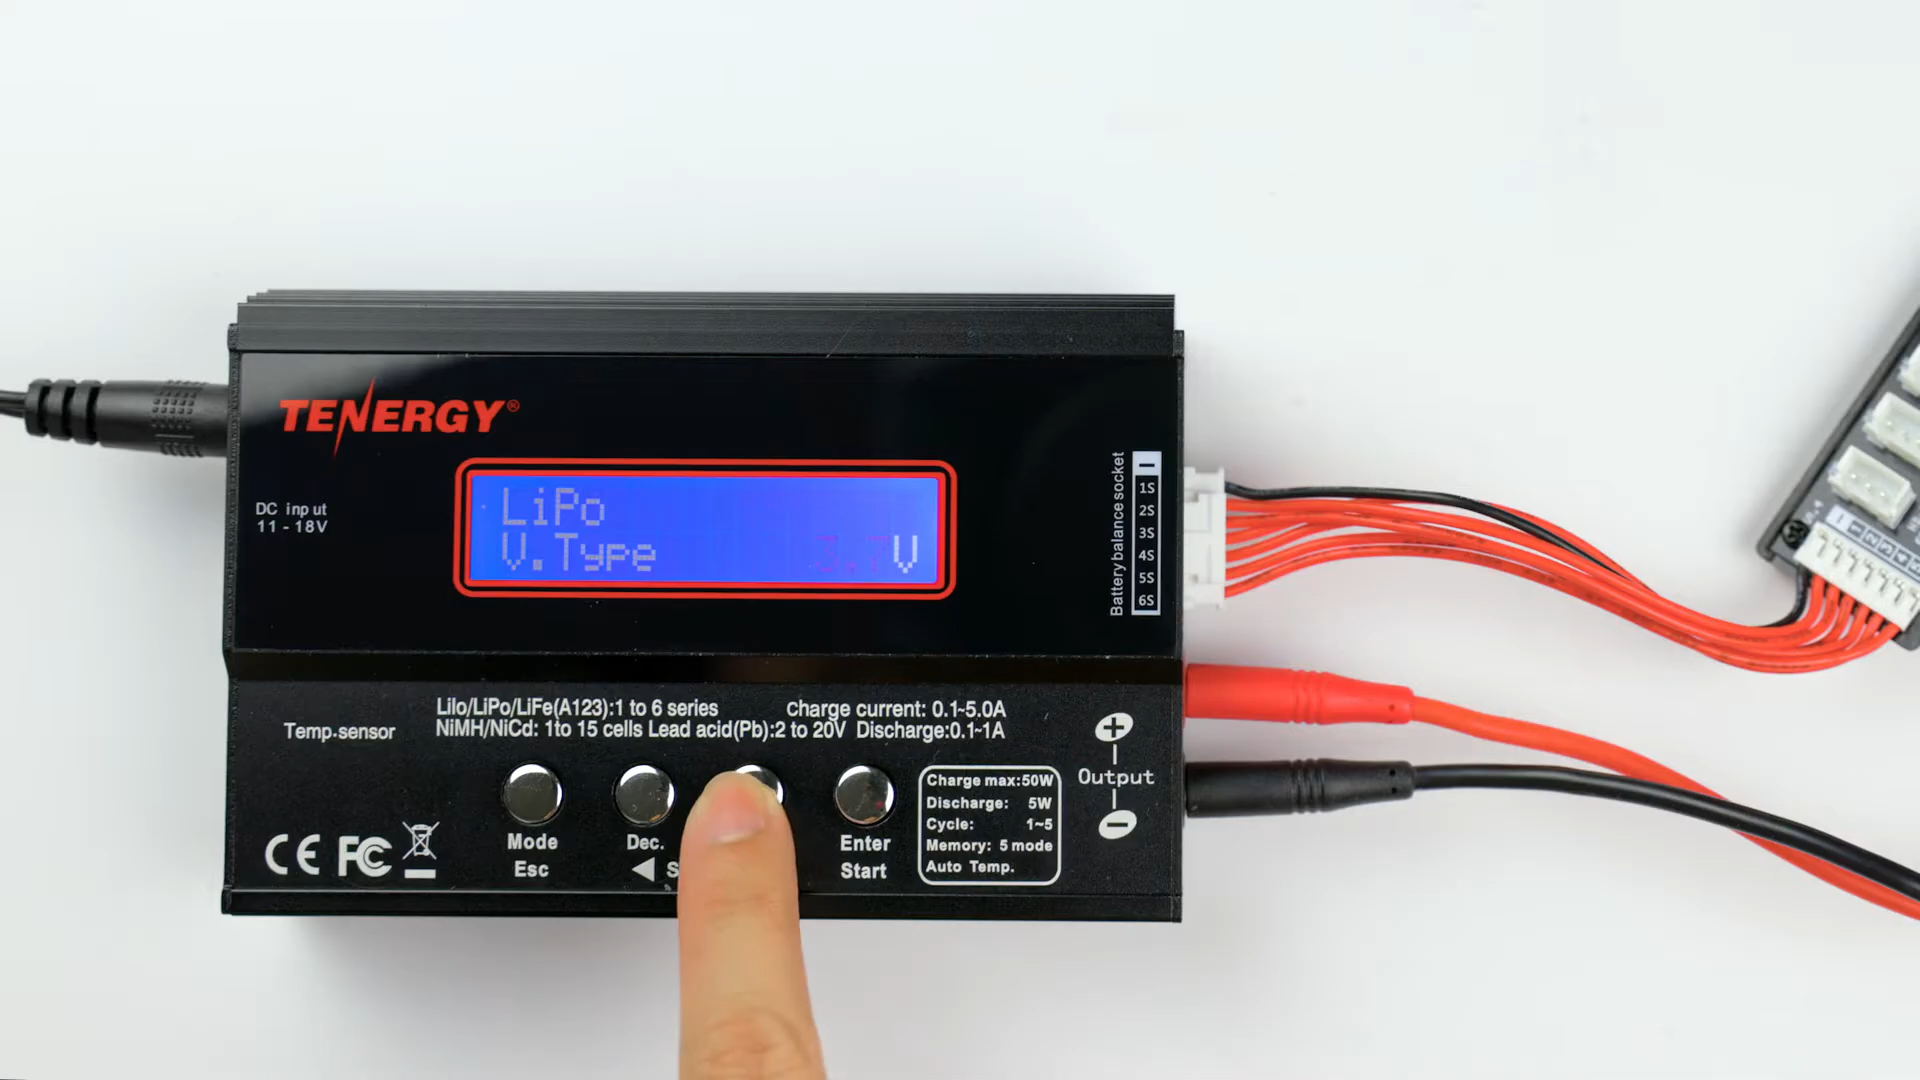 TENERGY®
DC input
11 - 18V
LiPo
V.Type 3.7V
Battery balance socket
1S
2S
3S
4S
5S
6S
Temp.sensor
LiIo/LiPo/LiFe(A123):1 to 6 series charge current: 0.1~5.0A
NiMH/NiCd: 1to 15 cells Lead acid(Pb):2 to 20V Discharge:0.1~1A
Output
Charge max:50W
Discharge: 5W
Cycle: 1~5
Memory: 5 mode
Auto Temp.
Mode
Esc
Dec.
Enter
Start
CE FC